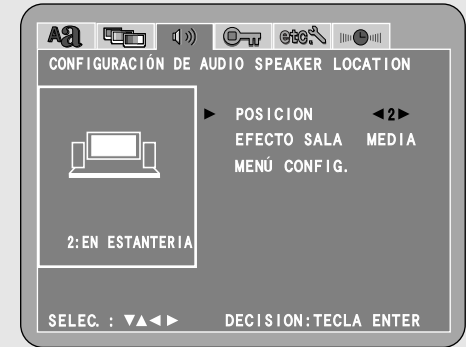 Aa etc.
CONFIGURACIÓN DE AUDIO SPEAKER LOCATION
► POSICION ◄2►
EFECTO SALA MEDIA
MENÚ CONFIG.
2:EN ESTANTERIA
SELEC. : ▼▲◄ ► DECISION:TECLA ENTER